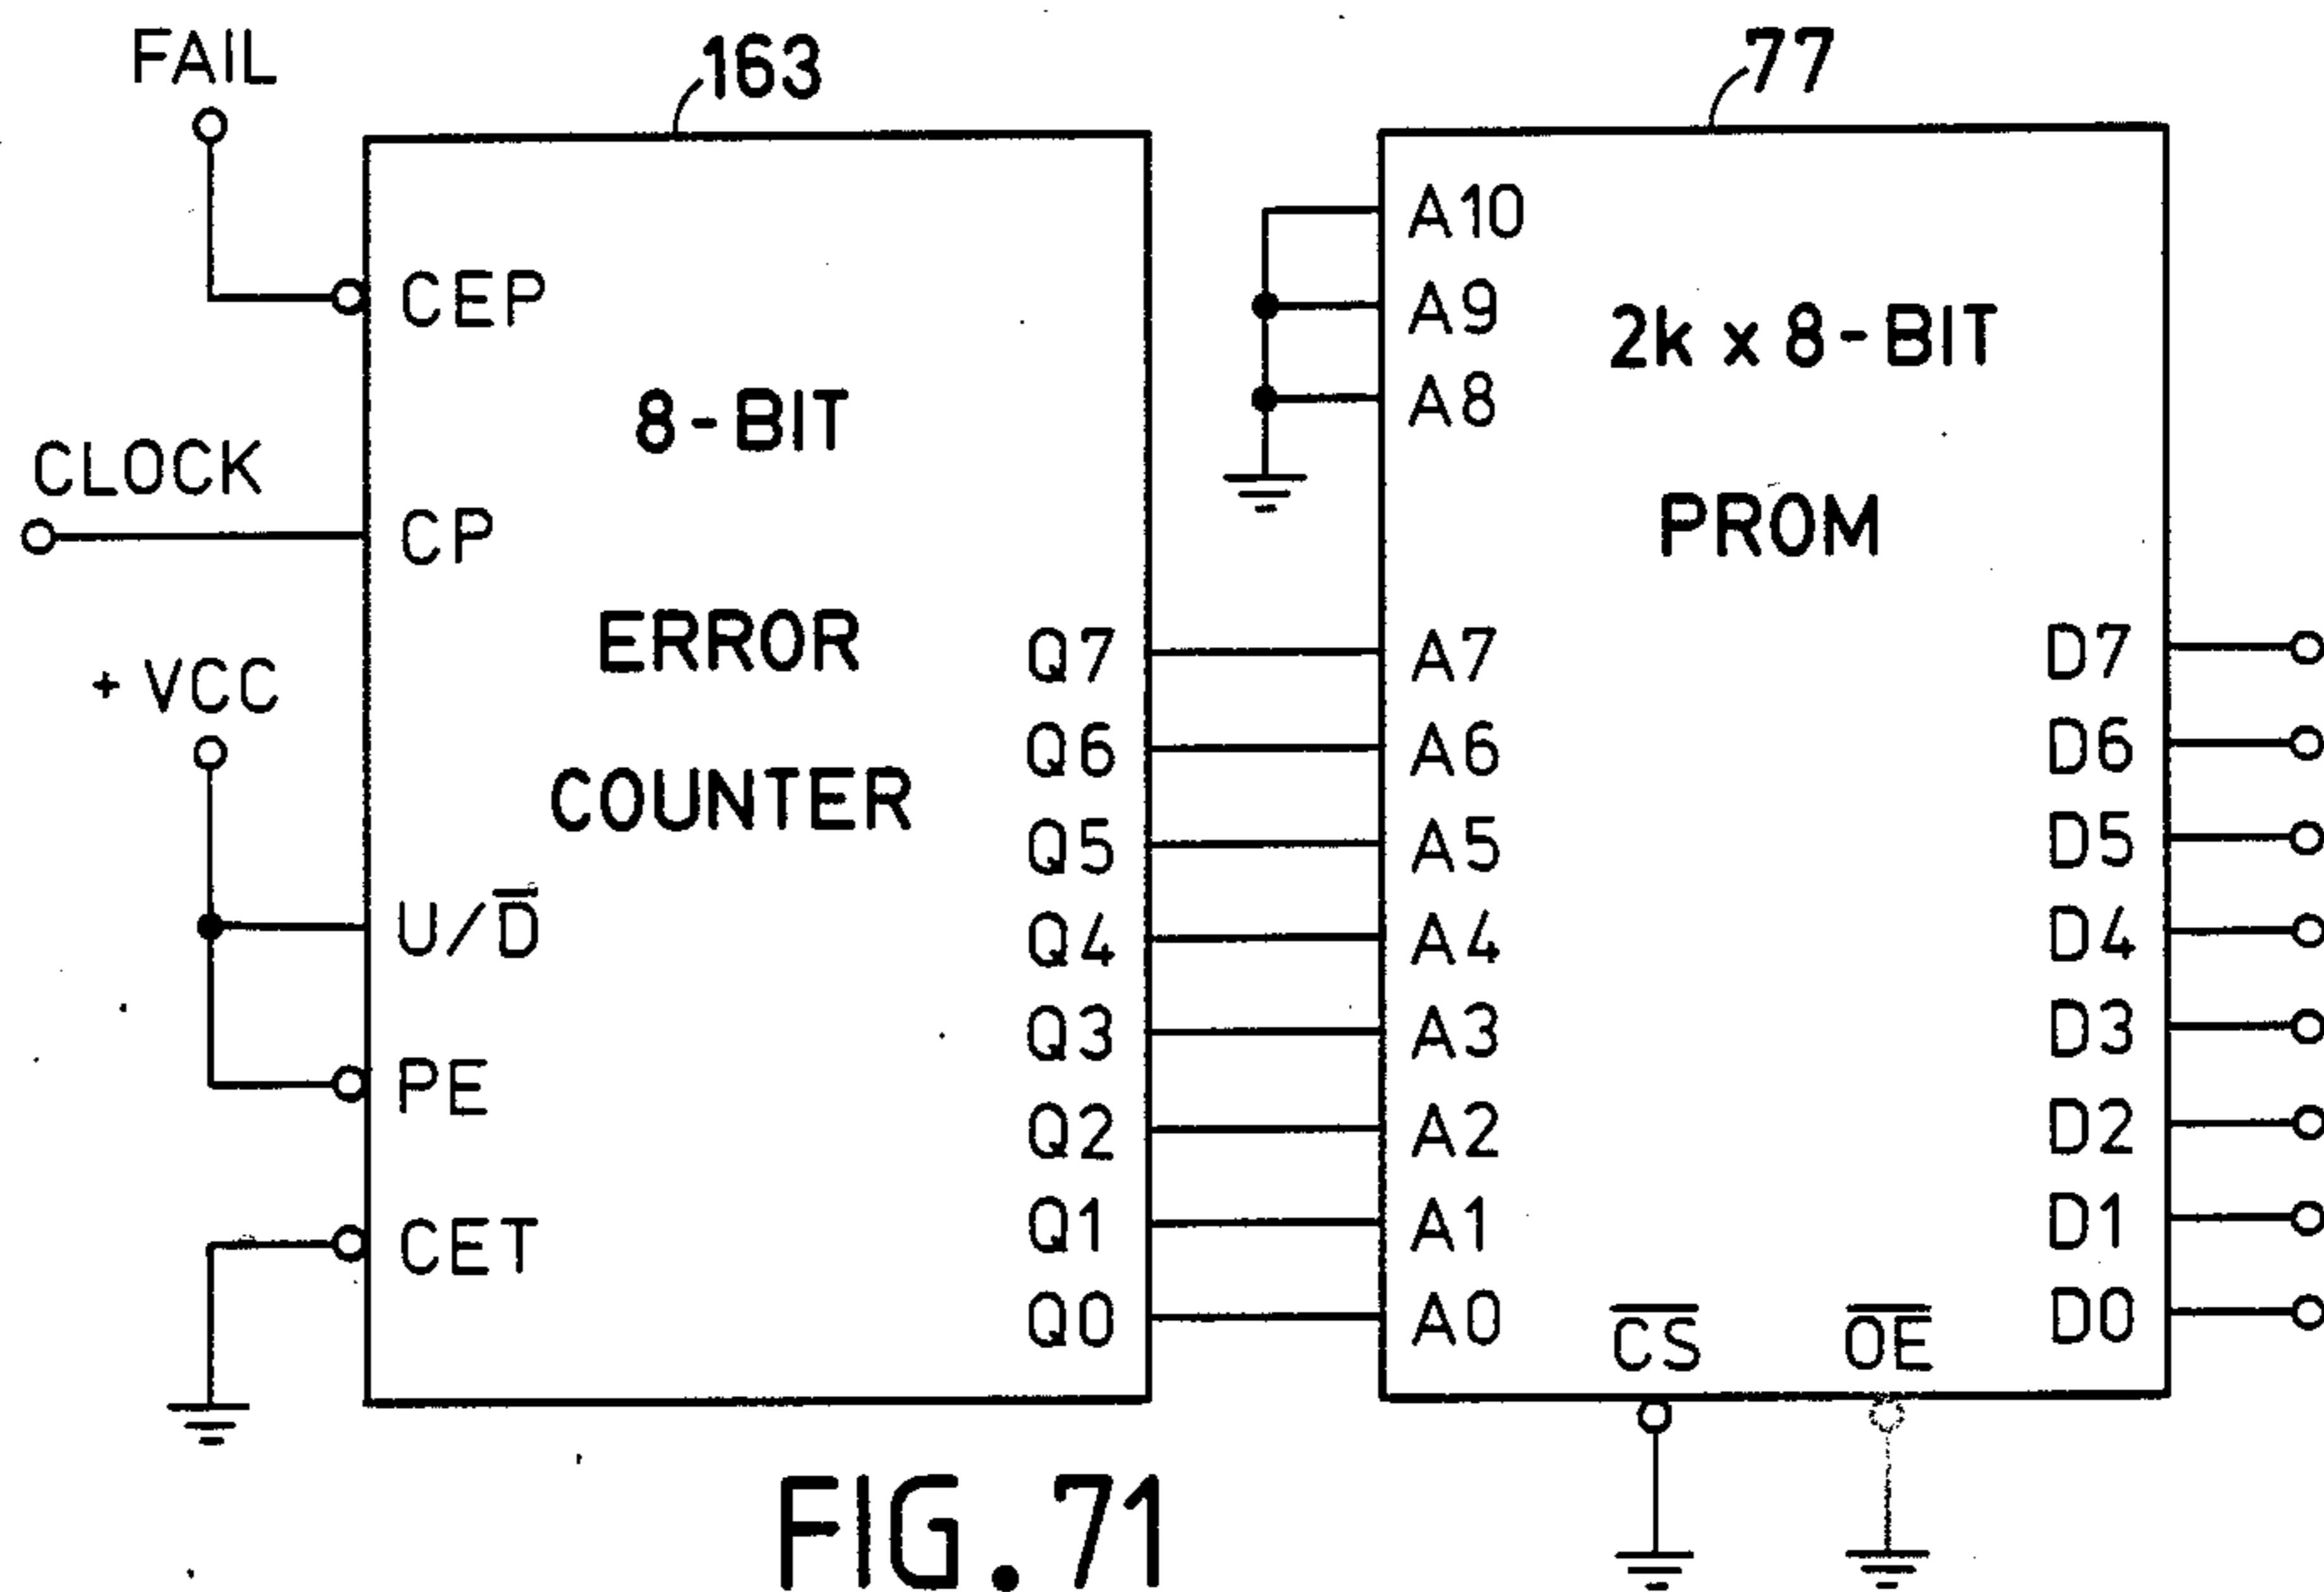 FAIL
163
77
CEP
8-BIT
CLOCK
CP
ERROR
+ VCC
COUNTER
U/D̅
PE
CET
Q7
Q6
Q5
Q4
Q3
Q2
Q1
Q0
A10
A9
A8
2k x 8-BIT
PROM
A7
A6
A5
A4
A3
A2
A1
A0
C̅S̅
O̅E̅
D7
D6
D5
D4
D3
D2
D1
D0
FIG. 71